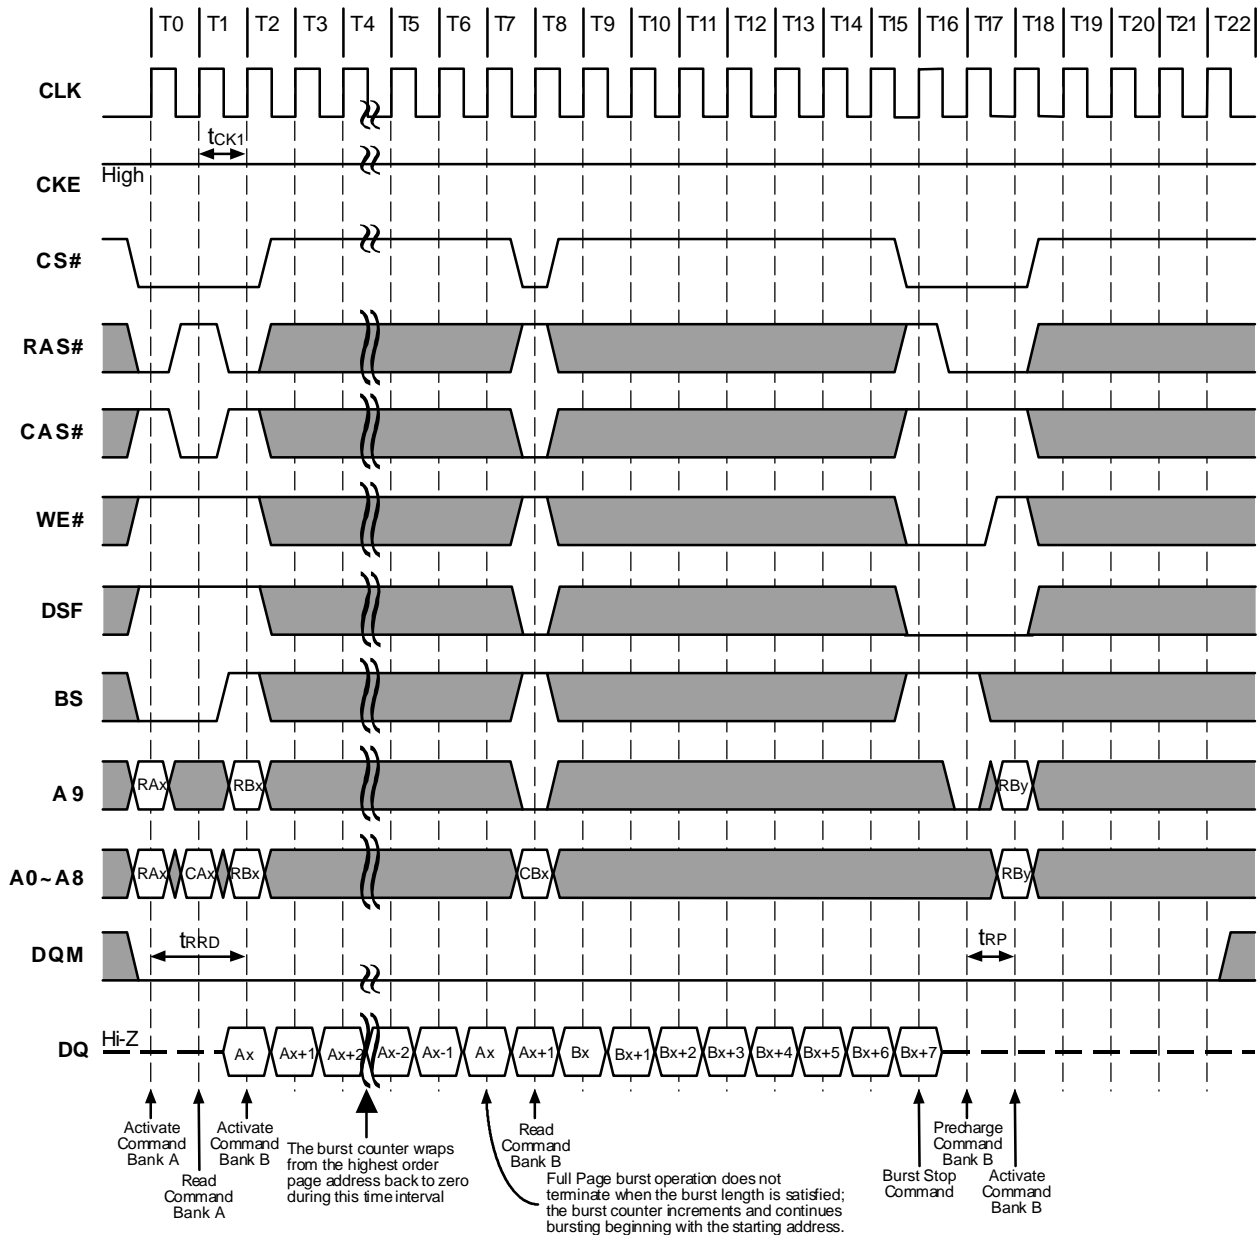 T0 T1 T2 T3 T4 T5 T6 T7 T8 T9 T10 T11 T12 T13 T14 T15 T16 T17 T18 T19 T20 T21 T22
CLK
tCK1
High
CKE
CS#
RAS#
CAS#
WE#
DSF
BS
A9
RAx RBx RBy
A0~A8
RAx CAx RBx CBx RBy
DQM
tRRD
tRP
DQ
Hi-Z
Ax Ax+1 Ax+2 Ax-2 Ax-1 Ax Ax+1 Bx Bx+1 Bx+2 Bx+3 Bx+4 Bx+5 Bx+6 Bx+7
Activate
Command
Bank A
Read
Command
Bank A
Activate
Command
Bank B
The burst counter wraps
from the highest order
page address back to zero
during this time interval
Read
Command
Bank B
Full Page burst operation does not
terminate when the burst length is satisfied;
the burst counter increments and continues
bursting beginning with the starting address.
Burst Stop
Command
Precharge
Command
Bank B
Activate
Command
Bank B